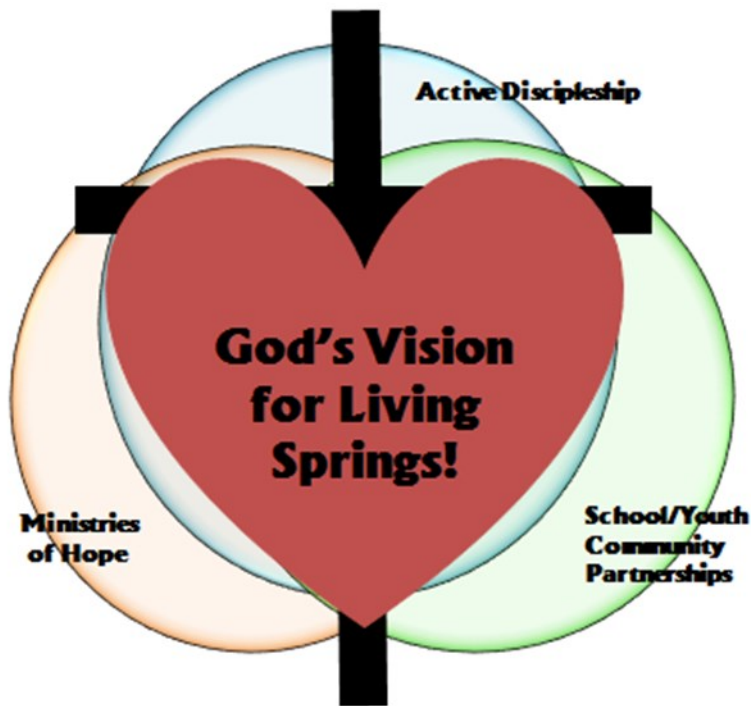 Active Discipleship
God's Vision
for Living
Springs!
Ministries
of Hope
School/Youth
Community
Partnerships